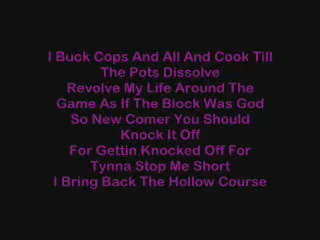 I Buck Cops And All And Cook Till
The Pots Dissolve
Revolve My Life Around The
Game As If The Block Was God
So New Comer You Should
Knock It Off
For Gettin Knocked Off For
Tynna Stop Me Short
I Bring Back The Hollow Course